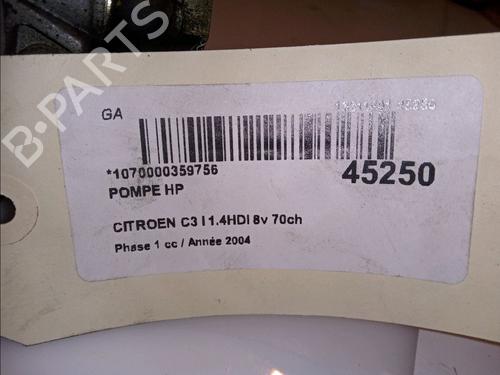 B-PARTS
GA
*1070000359756
45250
POMPE HP
CITROEN C3 I 1.4HDI 8v 70ch
Phase 1 cc / Année 2004